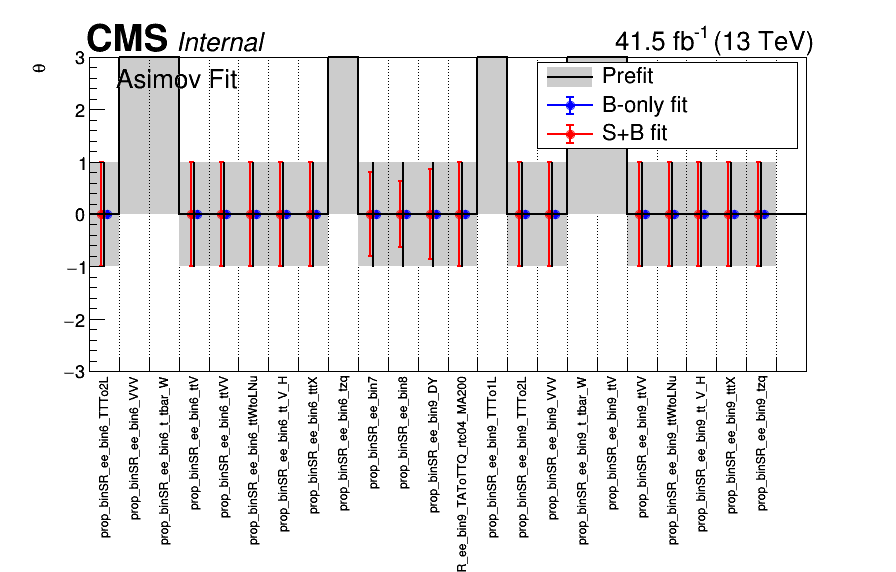 CMS Internal
41.5 fb-1 (13 TeV)
θ
Asimov Fit
Prefit
B-only fit
S+B fit
3
2
1
0
−1
−2
−3
prop_binSR_ee_bin6_TTTo2L
prop_binSR_ee_bin6_VVV
prop_binSR_ee_bin6_t_tbar_W
prop_binSR_ee_bin6_ttV
prop_binSR_ee_bin6_ttVV
prop_binSR_ee_bin6_ttWtoLNu
prop_binSR_ee_bin6_tt_V_H
prop_binSR_ee_bin6_tttX
prop_binSR_ee_bin6_tzq
prop_binSR_ee_bin7
prop_binSR_ee_bin8
prop_binSR_ee_bin9_DY
R_ee_bin9_TAToTTQ_rtc04_MA200
prop_binSR_ee_bin9_TTTo1L
prop_binSR_ee_bin9_TTTo2L
prop_binSR_ee_bin9_VVV
prop_binSR_ee_bin9_t_tbar_W
prop_binSR_ee_bin9_ttV
prop_binSR_ee_bin9_ttVV
prop_binSR_ee_bin9_ttWtoLNu
prop_binSR_ee_bin9_tt_V_H
prop_binSR_ee_bin9_tttX
prop_binSR_ee_bin9_tzq